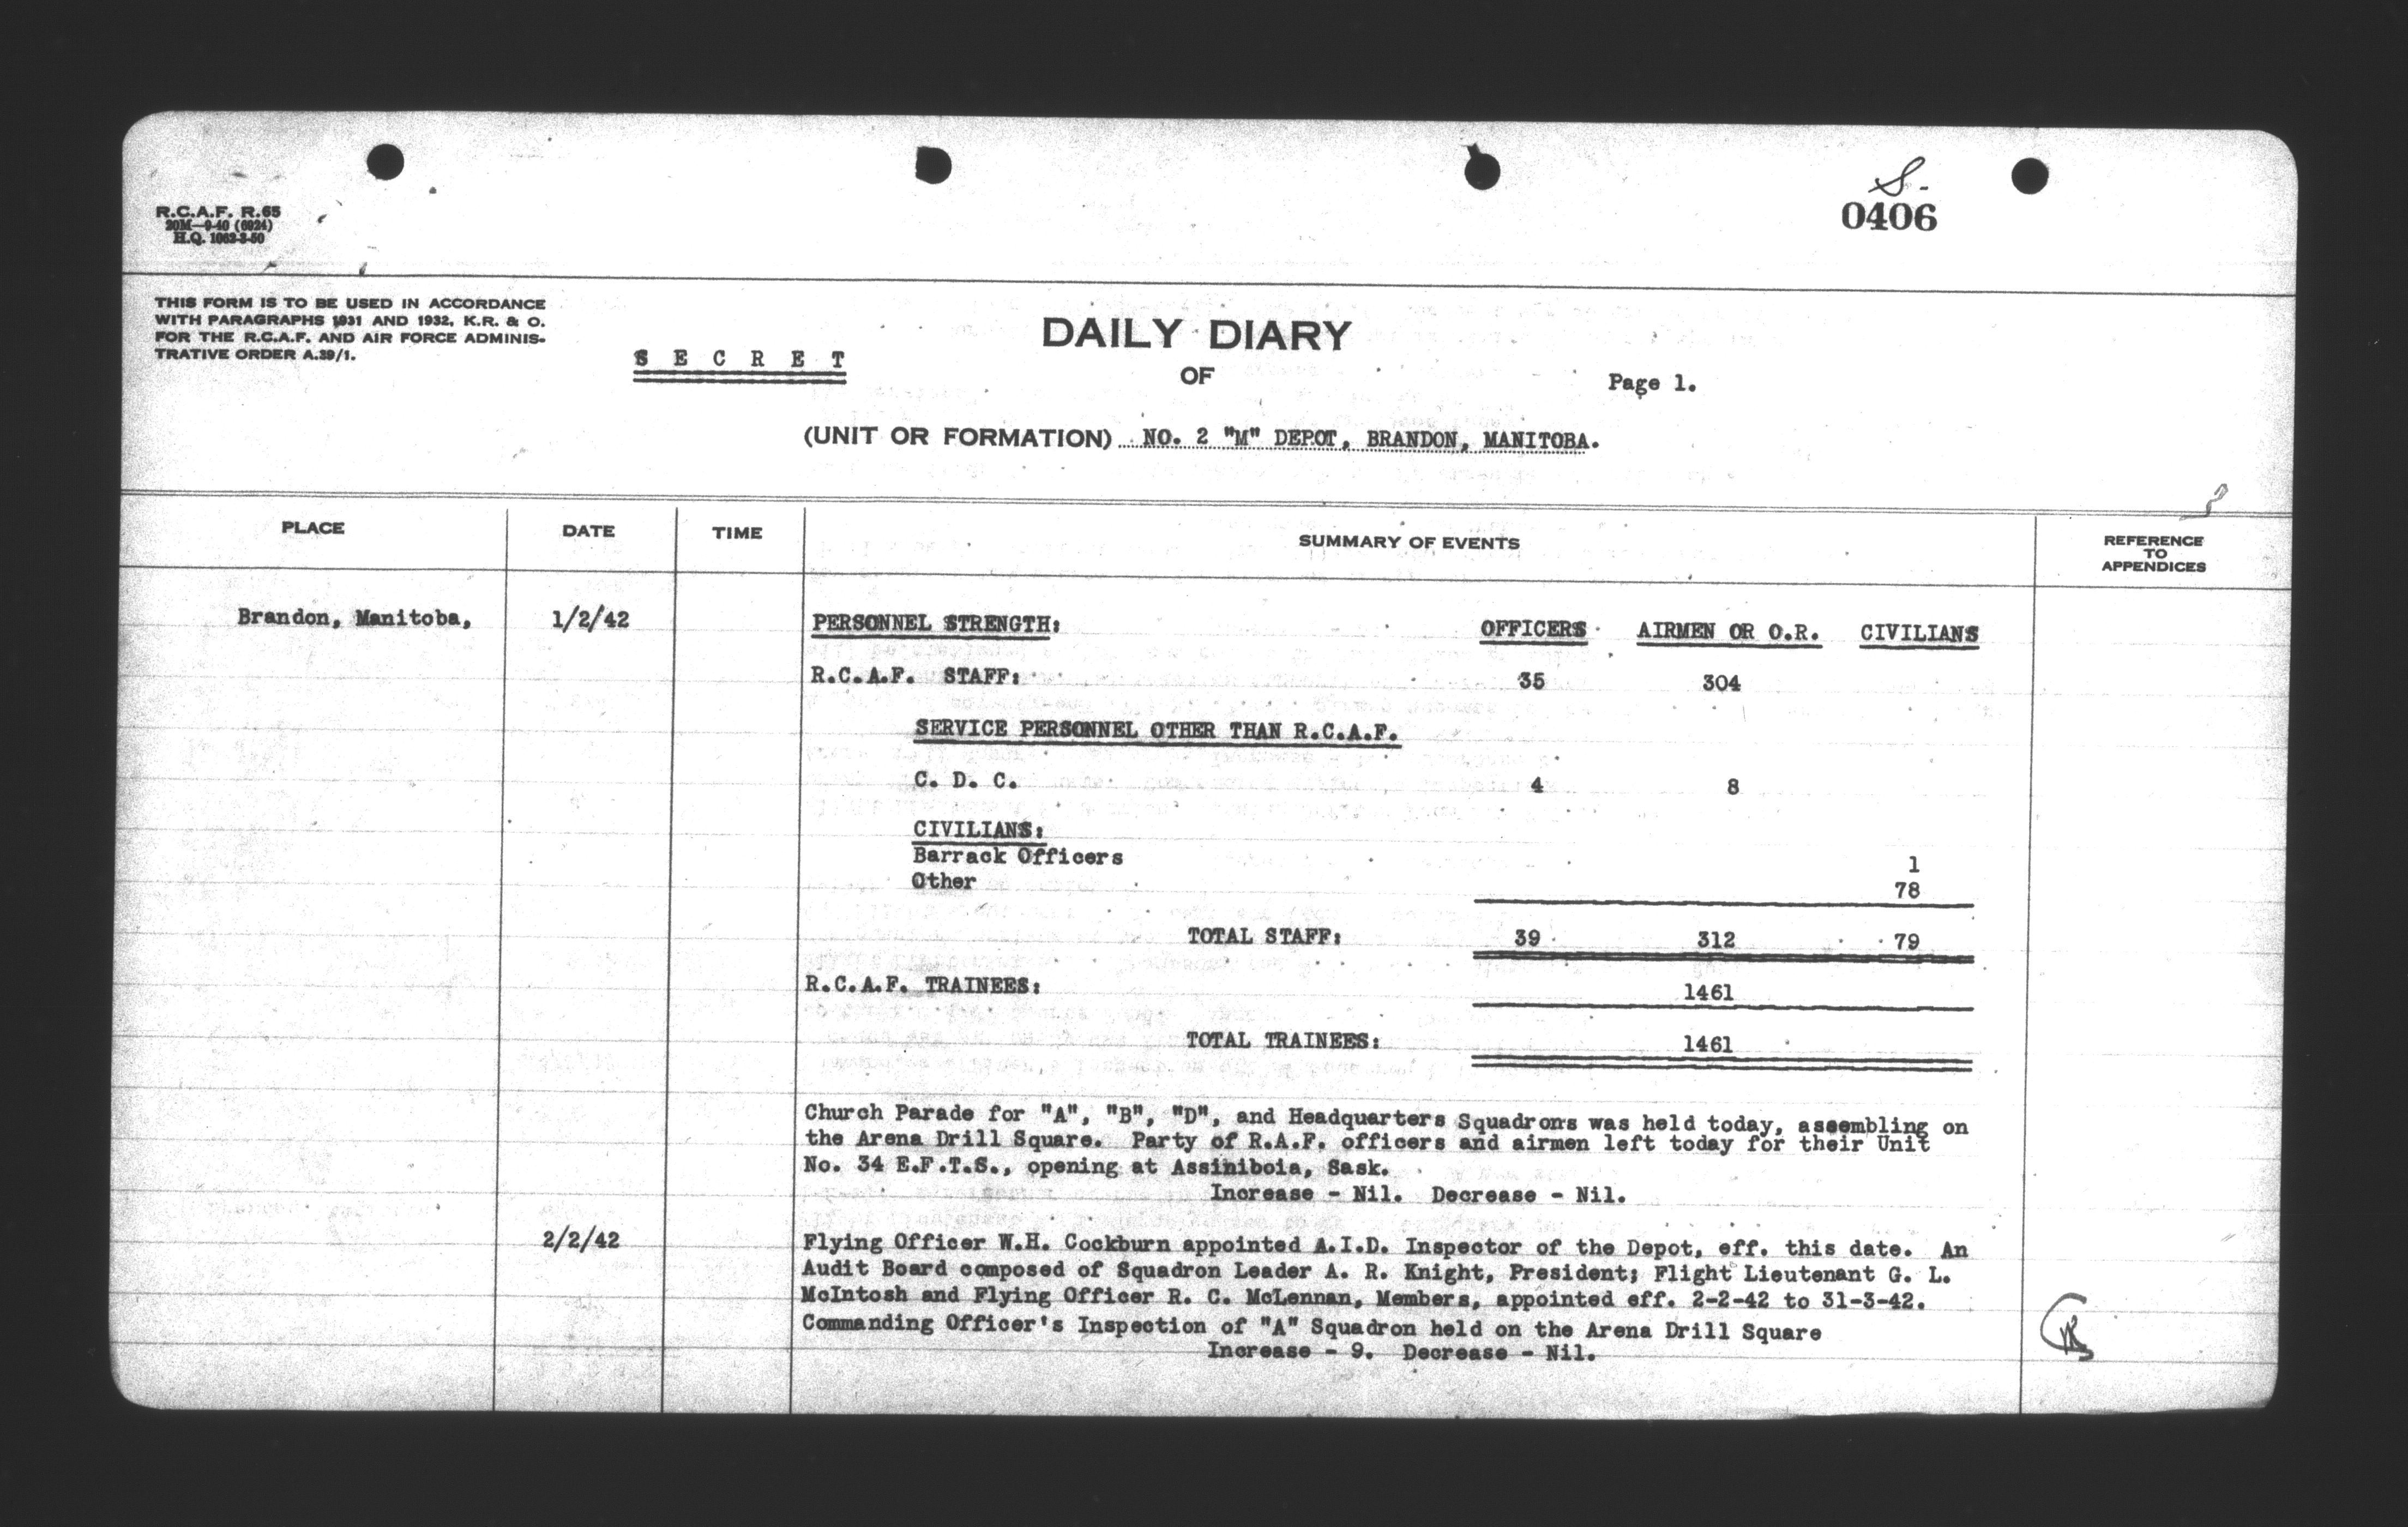 S.
0406
R.C.A.F. R.65
20M—9-40 (6924)
H.Q. 1062-3-50
THIS FORM IS TO BE USED IN ACCORDANCE
WITH PARAGRAPHS 1931 AND 1932, K.R. & O.
FOR THE R.C.A.F. AND AIR FORCE ADMINIS-
TRATIVE ORDER A.39/1.
S E C R E T
DAILY DIARY
OF
Page 1.
(UNIT OR FORMATION) NO. 2 "M" DEPOT, BRANDON, MANITOBA.
PLACE DATE TIME SUMMARY OF EVENTS REFERENCE
TO
APPENDICES
Brandon, Manitoba, 1/2/42 PERSONNEL STRENGTH: OFFICERS AIRMEN OR O.R. CIVILIANS
R.C.A.F. STAFF: 35 304
SERVICE PERSONNEL OTHER THAN R.C.A.F.
C. D. C. 4 8
CIVILIANS:
Barrack Officers 1
Other 78
TOTAL STAFF: 39 312 79
R.C.A.F. TRAINEES: 1461
TOTAL TRAINEES: 1461
Church Parade for "A", "B", "D", and Headquarters Squadrons was held today, assembling on
the Arena Drill Square. Party of R.A.F. officers and airmen left today for their Unit
No. 34 E.F.T.S., opening at Assiniboia, Sask.
Increase - Nil. Decrease - Nil.
2/2/42 Flying Officer W.H. Cockburn appointed A.I.D. Inspector of the Depot, eff. this date. An
Audit Board composed of Squadron Leader A. R. Knight, President; Flight Lieutenant G. L.
McIntosh and Flying Officer R. C. McLennan, Members, appointed eff. 2-2-42 to 31-3-42.
Commanding Officer's Inspection of "A" Squadron held on the Arena Drill Square
Increase - 9. Decrease - Nil.